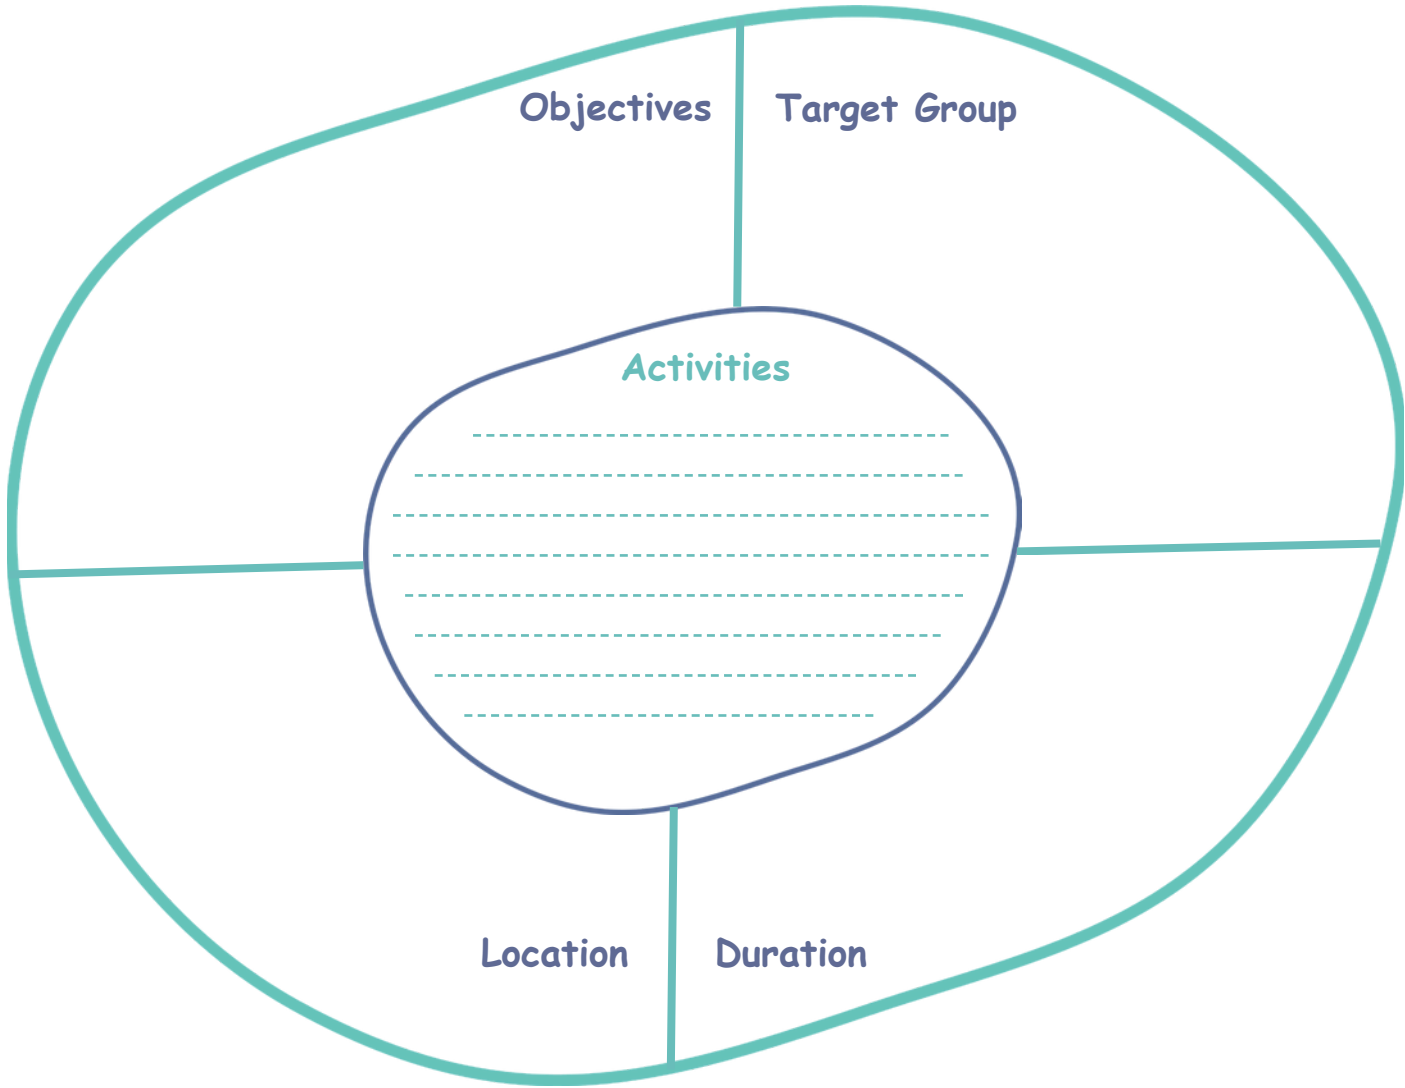 Objectives
Target Group
Activities
Location
Duration